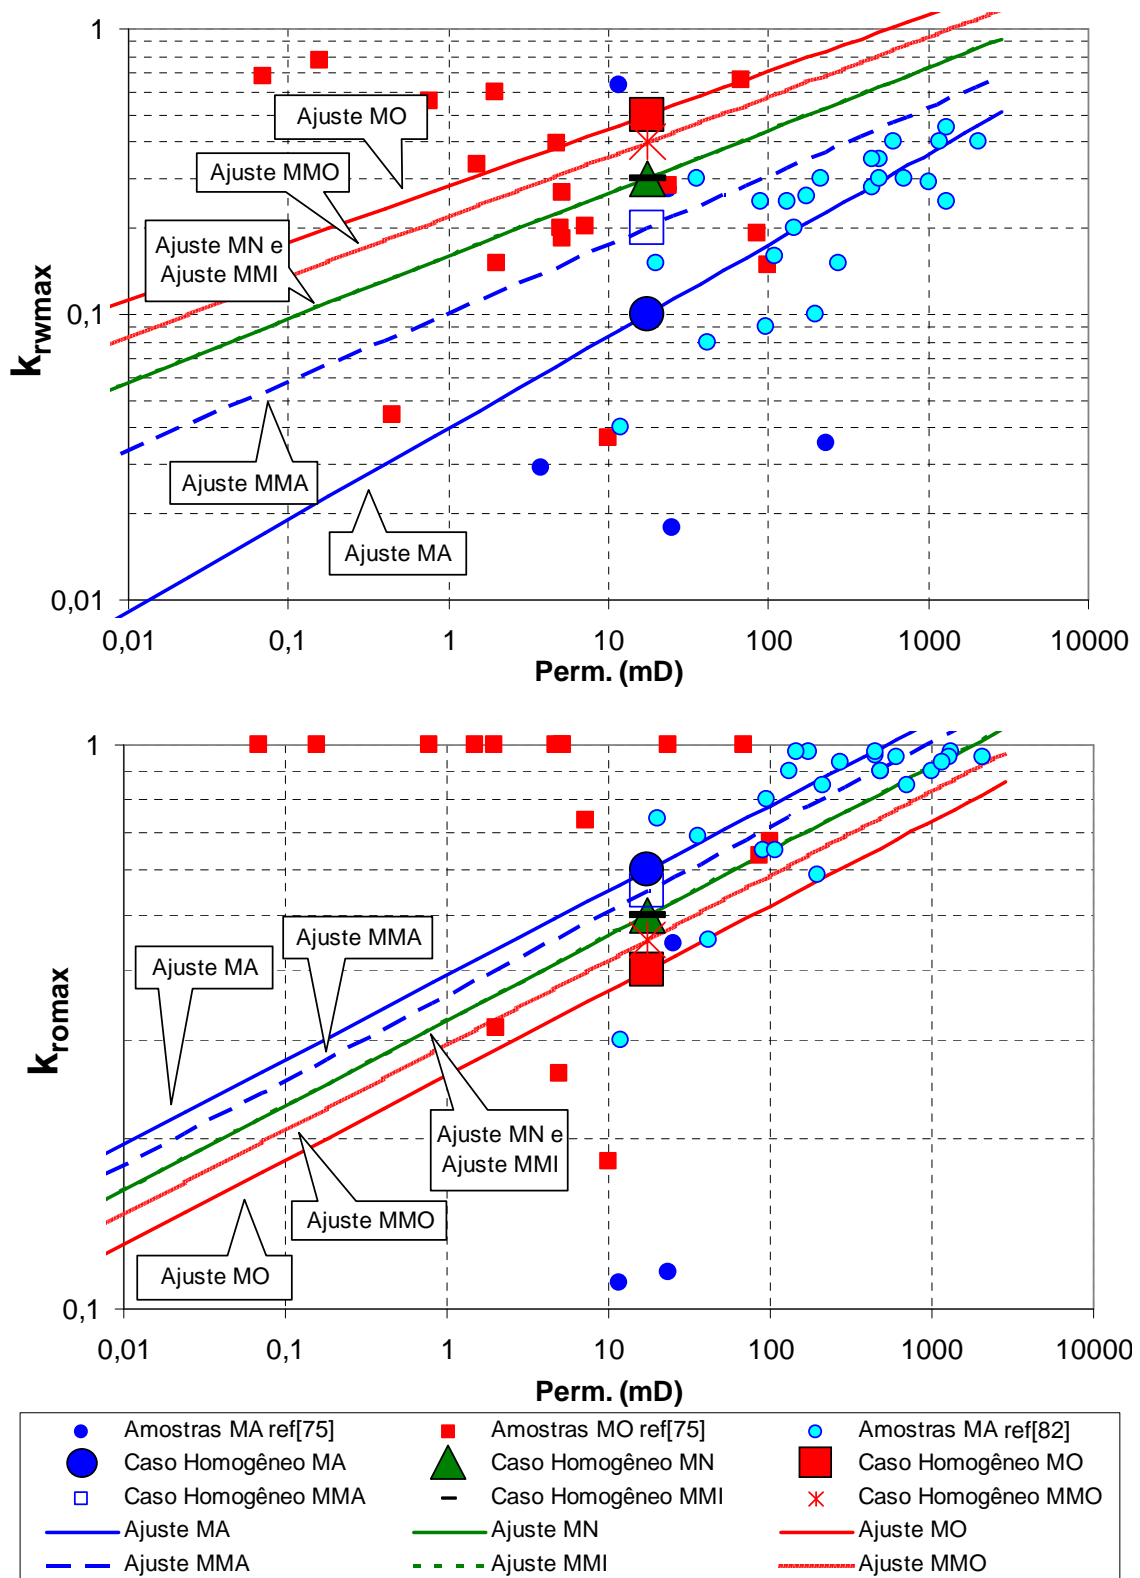 1
Ajuste MO
Ajuste MMO
Ajuste MN e
Ajuste MMI
0,1
krwmax
Ajuste MMA
Ajuste MA
0,01
0,01 0,1 1 10 100 1000 10000
Perm. (mD)
1
Ajuste MMA
Ajuste MA
kromax
Ajuste MN e
Ajuste MMI
Ajuste MMO
Ajuste MO
0,1
0,01 0,1 1 10 100 1000 10000
Perm. (mD)
Amostras MA ref[75] Amostras MO ref[75] Amostras MA ref[82]
Caso Homogêneo MA Caso Homogêneo MN Caso Homogêneo MO
Caso Homogêneo MMA Caso Homogêneo MMI Caso Homogêneo MMO
Ajuste MA Ajuste MN Ajuste MO
Ajuste MMA Ajuste MMI Ajuste MMO